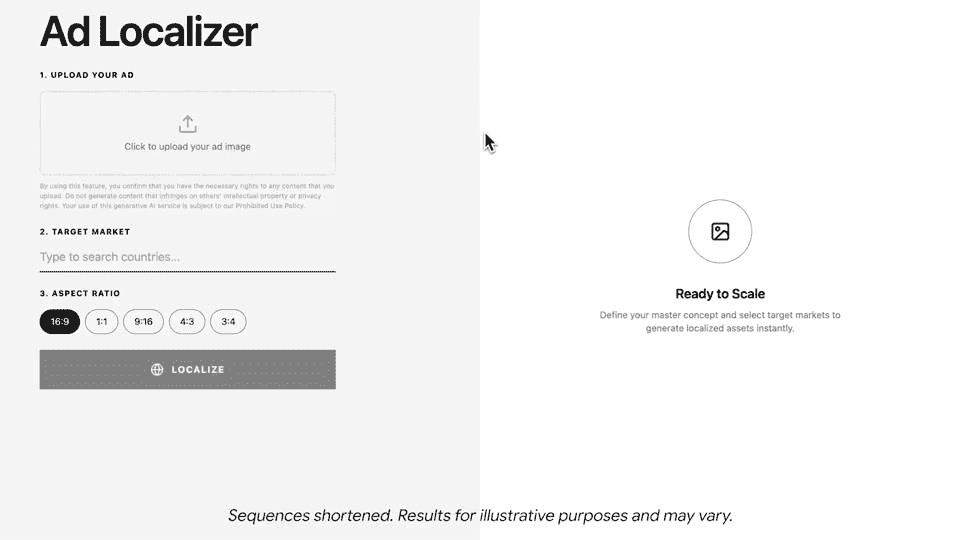 Ad Localizer
1. UPLOAD YOUR AD
Click to upload your ad image
By using this feature, you confirm that you have the necessary rights to any content that you
upload. Do not generate content that infringes on others' intellectual property or privacy
rights. Your use of this generative AI service is subject to our Prohibited Use Policy.
2. TARGET MARKET
Type to search countries...
3. ASPECT RATIO
16:9 1:1 9:16 4:3 3:4
LOCALIZE
Ready to Scale
Define your master concept and select target markets to
generate localized assets instantly.
Sequences shortened. Results for illustrative purposes and may vary.